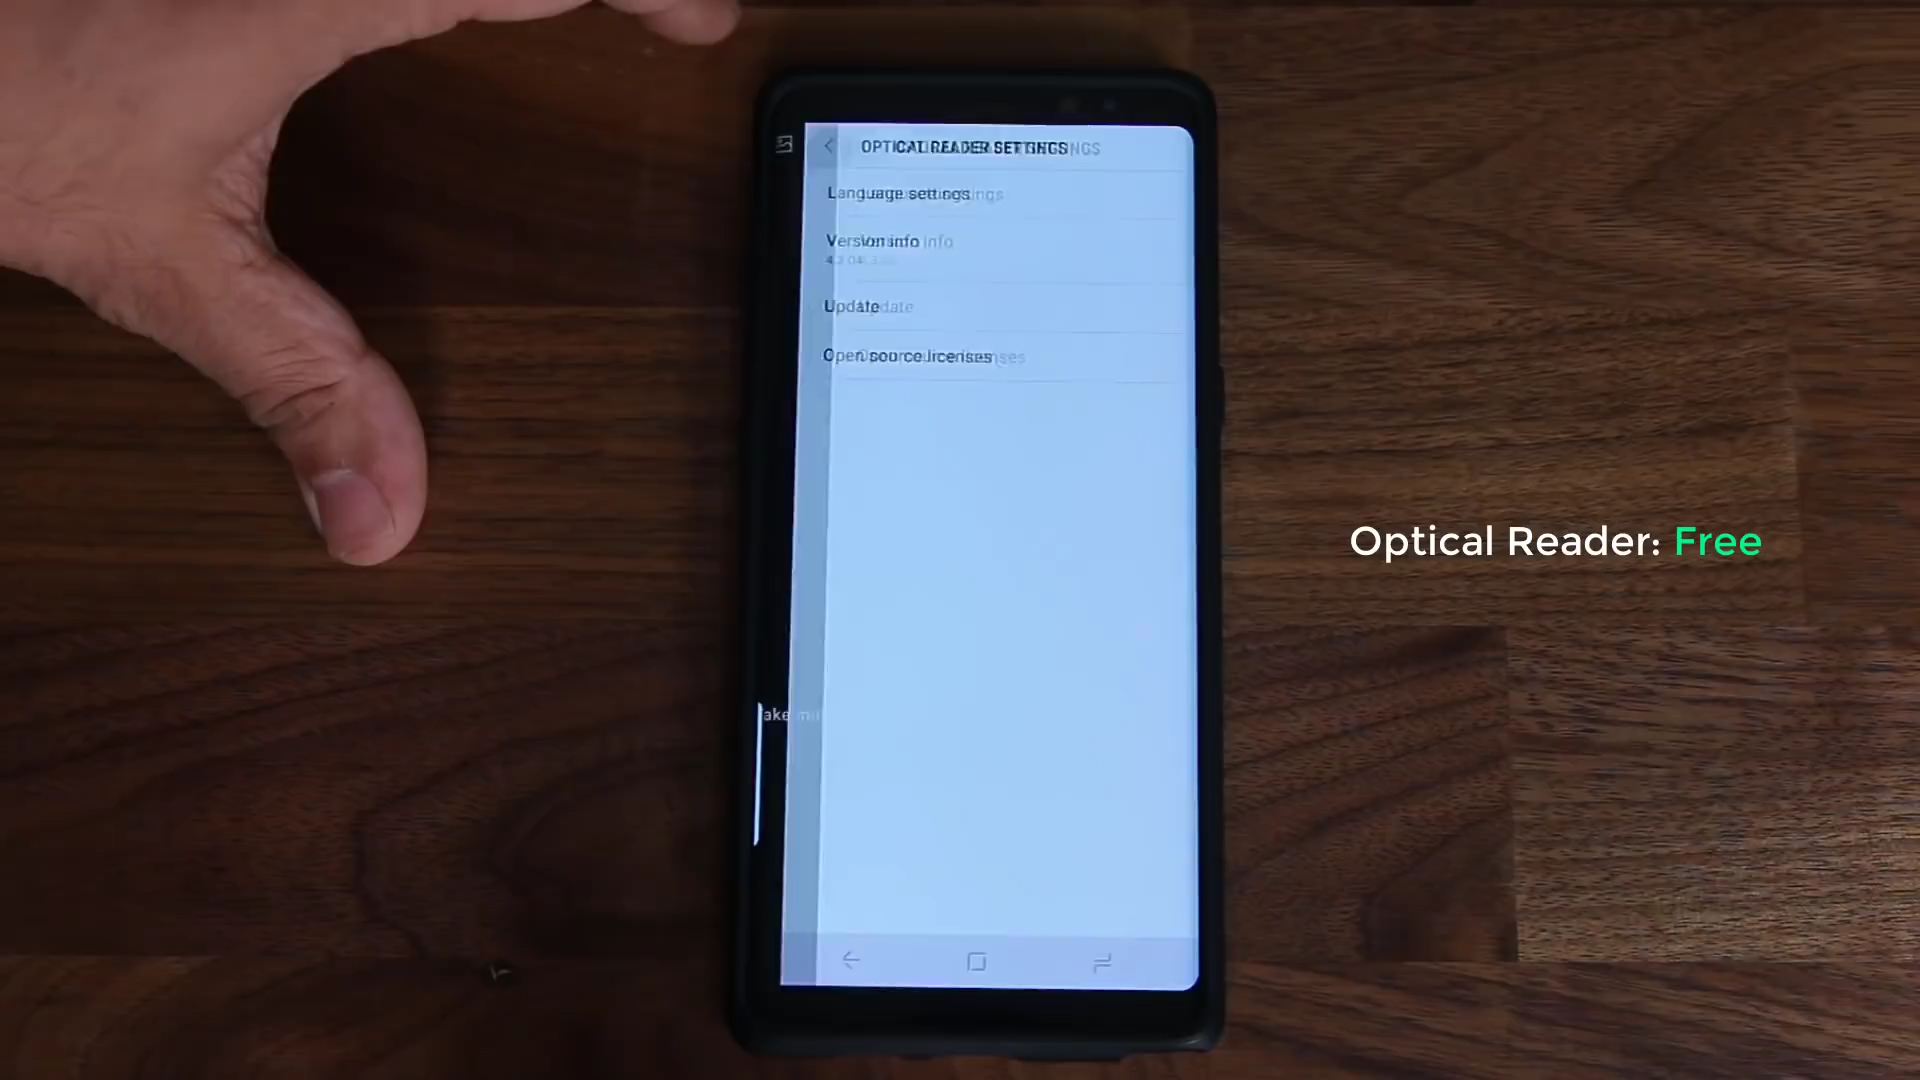 OPTICAL READER SETTINGS
Language settings
Version info
Update
Open source licenses
Optical Reader: Free